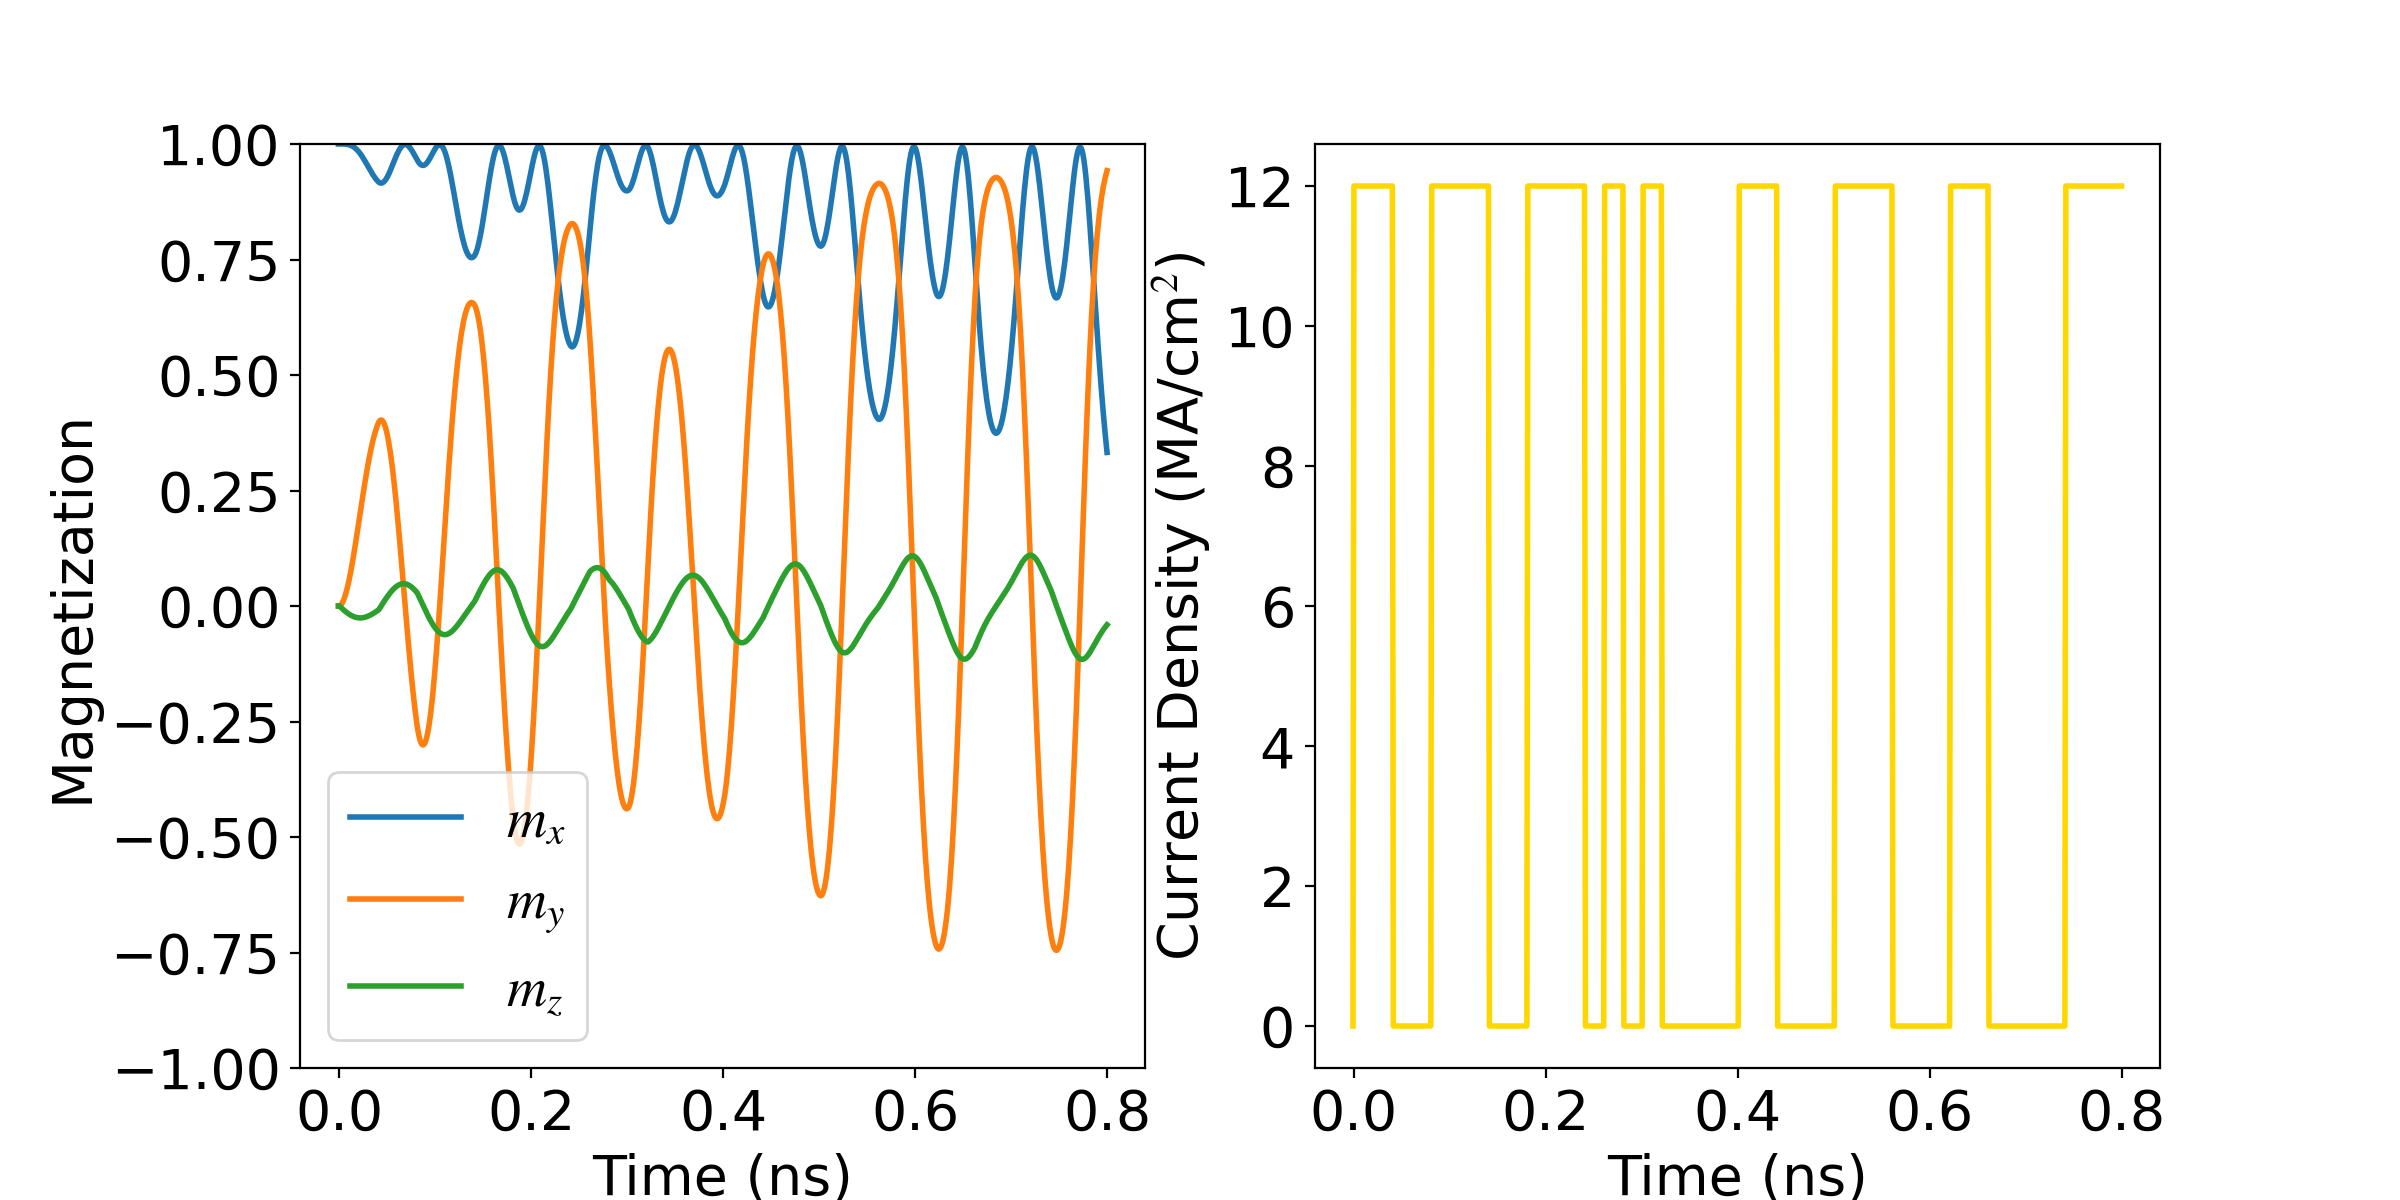 Magnetization
1.00
0.75
0.50
0.25
0.00
−0.25
−0.50
−0.75
−1.00
0.0 0.2 0.4 0.6 0.8
Time (ns)
m_x
m_y
m_z
Current Density (MA/cm²)
12
10
8
6
4
2
0
0.0 0.2 0.4 0.6 0.8
Time (ns)